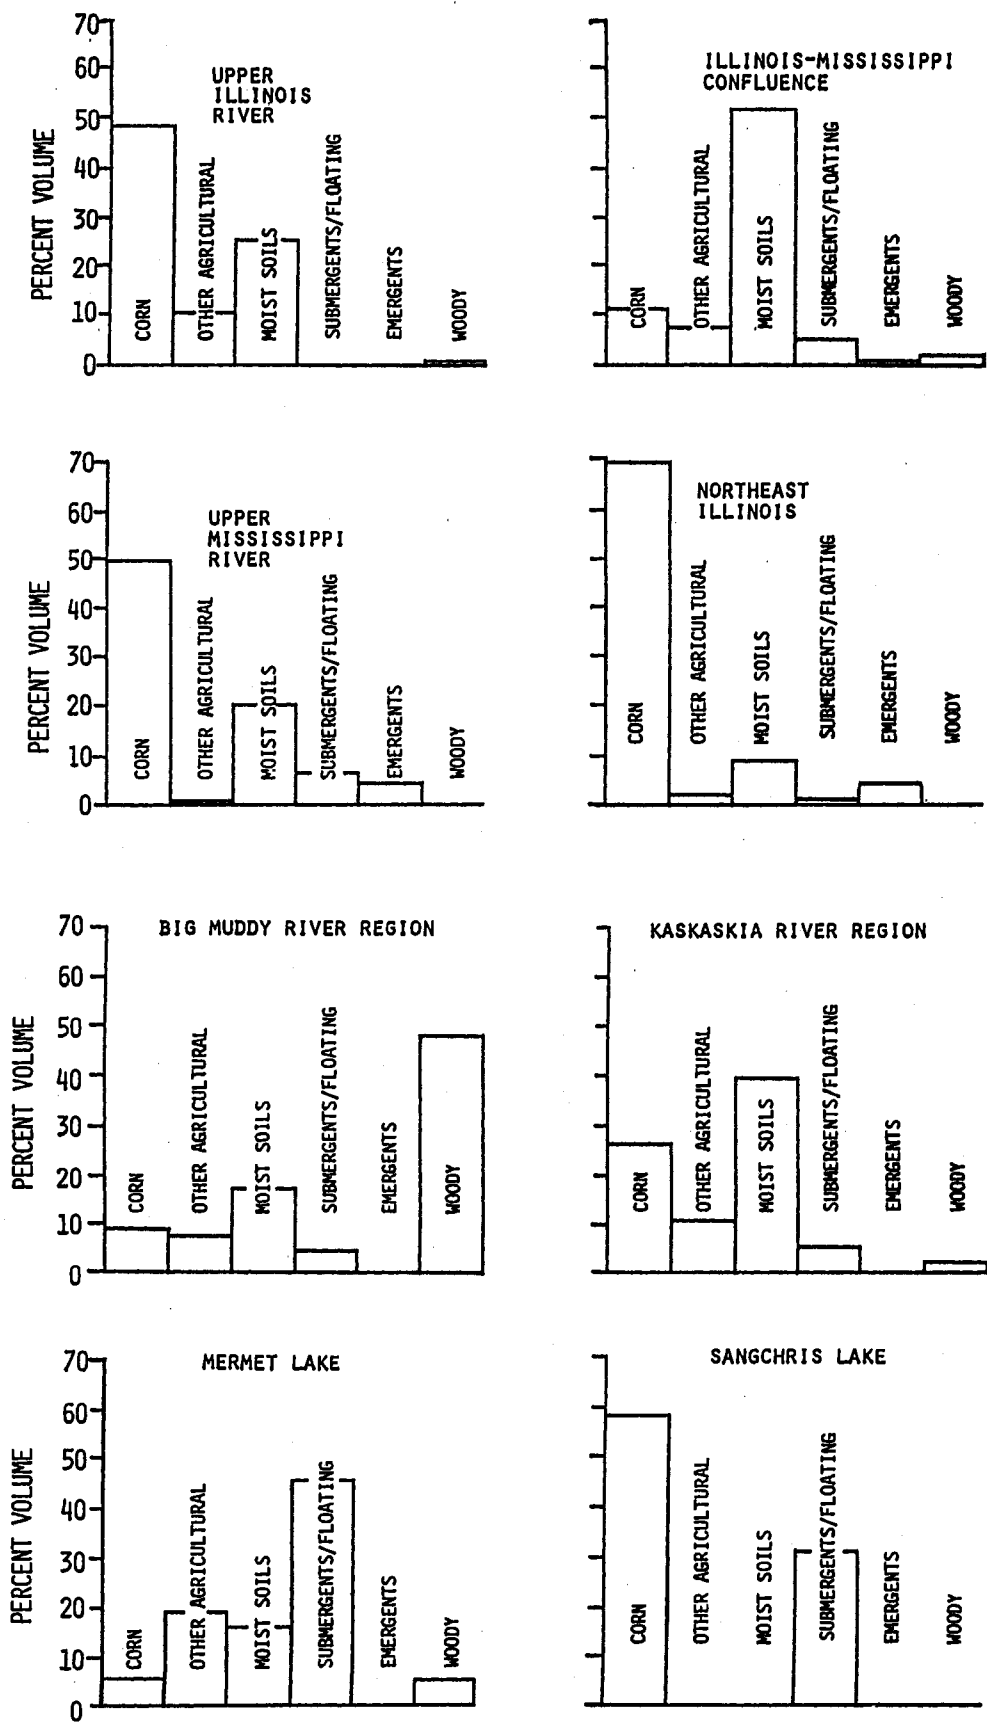 UPPER
ILLINOIS
RIVER
PERCENT VOLUME
70
60
50
40
30
20
10
0
CORN
OTHER AGRICULTURAL
MOIST SOILS
SUBMERGENTS/FLOATING
EMERGENTS
WOODY
ILLINOIS-MISSISSIPPI
CONFLUENCE
CORN
OTHER AGRICULTURAL
MOIST SOILS
SUBMERGENTS/FLOATING
EMERGENTS
WOODY
UPPER
MISSISSIPPI
RIVER
PERCENT VOLUME
70
60
50
40
30
20
10
0
CORN
OTHER AGRICULTURAL
MOIST SOILS
SUBMERGENTS/FLOATING
EMERGENTS
WOODY
NORTHEAST
ILLINOIS
CORN
OTHER AGRICULTURAL
MOIST SOILS
SUBMERGENTS/FLOATING
EMERGENTS
WOODY
BIG MUDDY RIVER REGION
PERCENT VOLUME
70
60
50
40
30
20
10
0
CORN
OTHER AGRICULTURAL
MOIST SOILS
SUBMERGENTS/FLOATING
EMERGENTS
WOODY
KASKASKIA RIVER REGION
CORN
OTHER AGRICULTURAL
MOIST SOILS
SUBMERGENTS/FLOATING
EMERGENTS
WOODY
MERMET LAKE
PERCENT VOLUME
70
60
50
40
30
20
10
0
CORN
OTHER AGRICULTURAL
MOIST SOILS
SUBMERGENTS/FLOATING
EMERGENTS
WOODY
SANGCHRIS LAKE
CORN
OTHER AGRICULTURAL
MOIST SOILS
SUBMERGENTS/FLOATING
EMERGENTS
WOODY